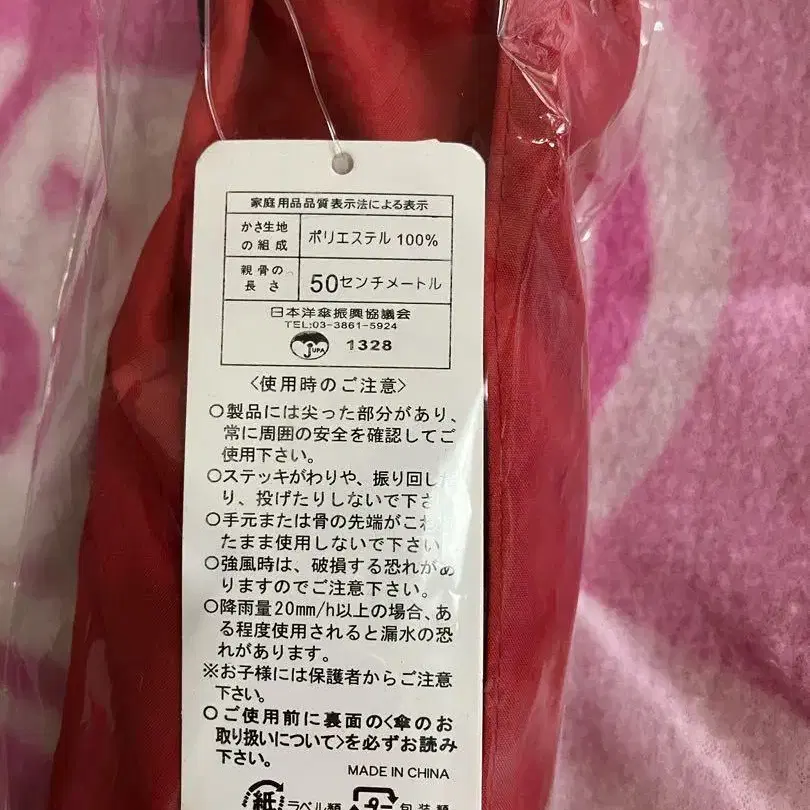 家庭用品品質表示法による表示
かさ生地の組成 ポリエステル 100%
親骨の長さ 50センチメートル
日本洋傘振興協議会
TEL:03-3861-5924
JUPA 1328
〈使用時のご注意〉
○製品には尖った部分があり、
常に周囲の安全を確認してご
使用下さい。
○ステッキがわりや、振り回し
り、投げたりしないで下さ
○手元または骨の先端がこわ
たまま使用しないで下さい
○強風時は、破損する恐れがあ
りますのでご注意下さい。
○降雨量20mm/h以上の場合、あ
る程度使用されると漏水の恐
れがあります。
※お子様には保護者からご注意
下さい。
○ご使用前に裏面の〈傘のお
取り扱いについて〉を必ずお読み
下さい。
MADE IN CHINA
紙 ラベル類 プラ 包装類